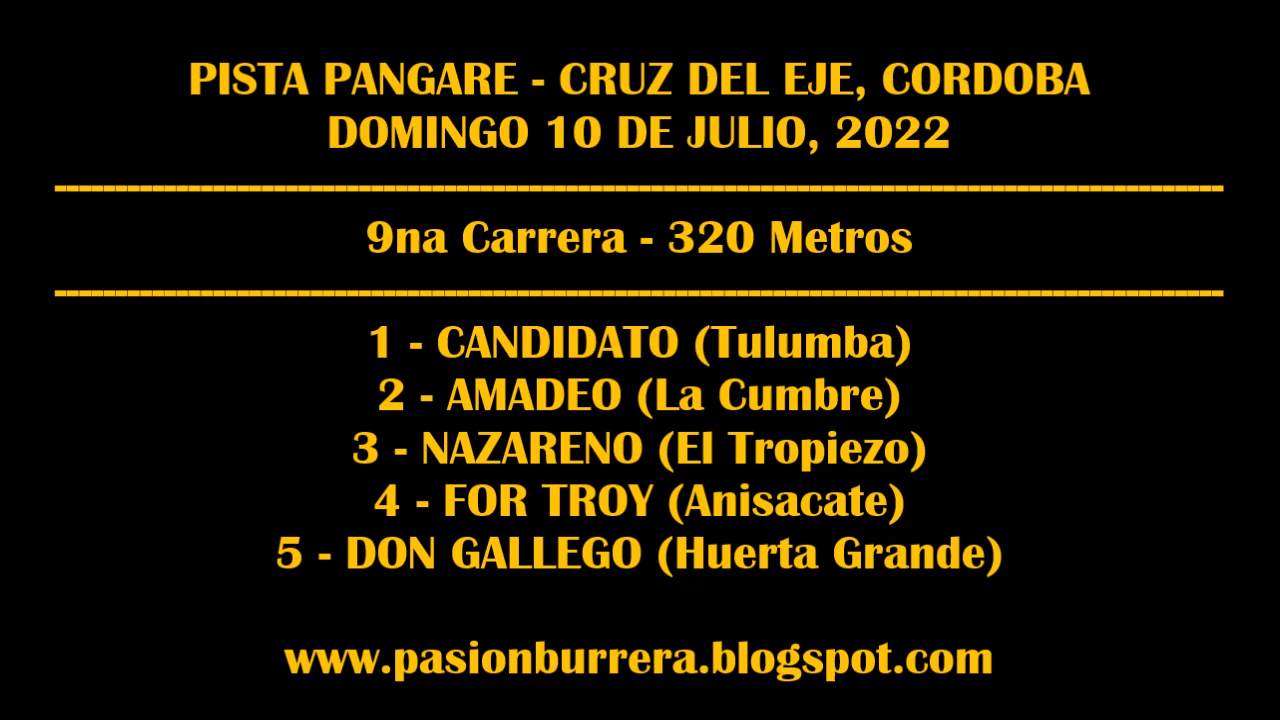 PISTA PANGARE - CRUZ DEL EJE, CORDOBA
DOMINGO 10 DE JULIO, 2022
9na Carrera - 320 Metros
1 - CANDIDATO (Tulumba)
2 - AMADEO (La Cumbre)
3 - NAZARENO (El Tropiezo)
4 - FOR TROY (Anisacate)
5 - DON GALLEGO (Huerta Grande)
www.pasionburrera.blogspot.com